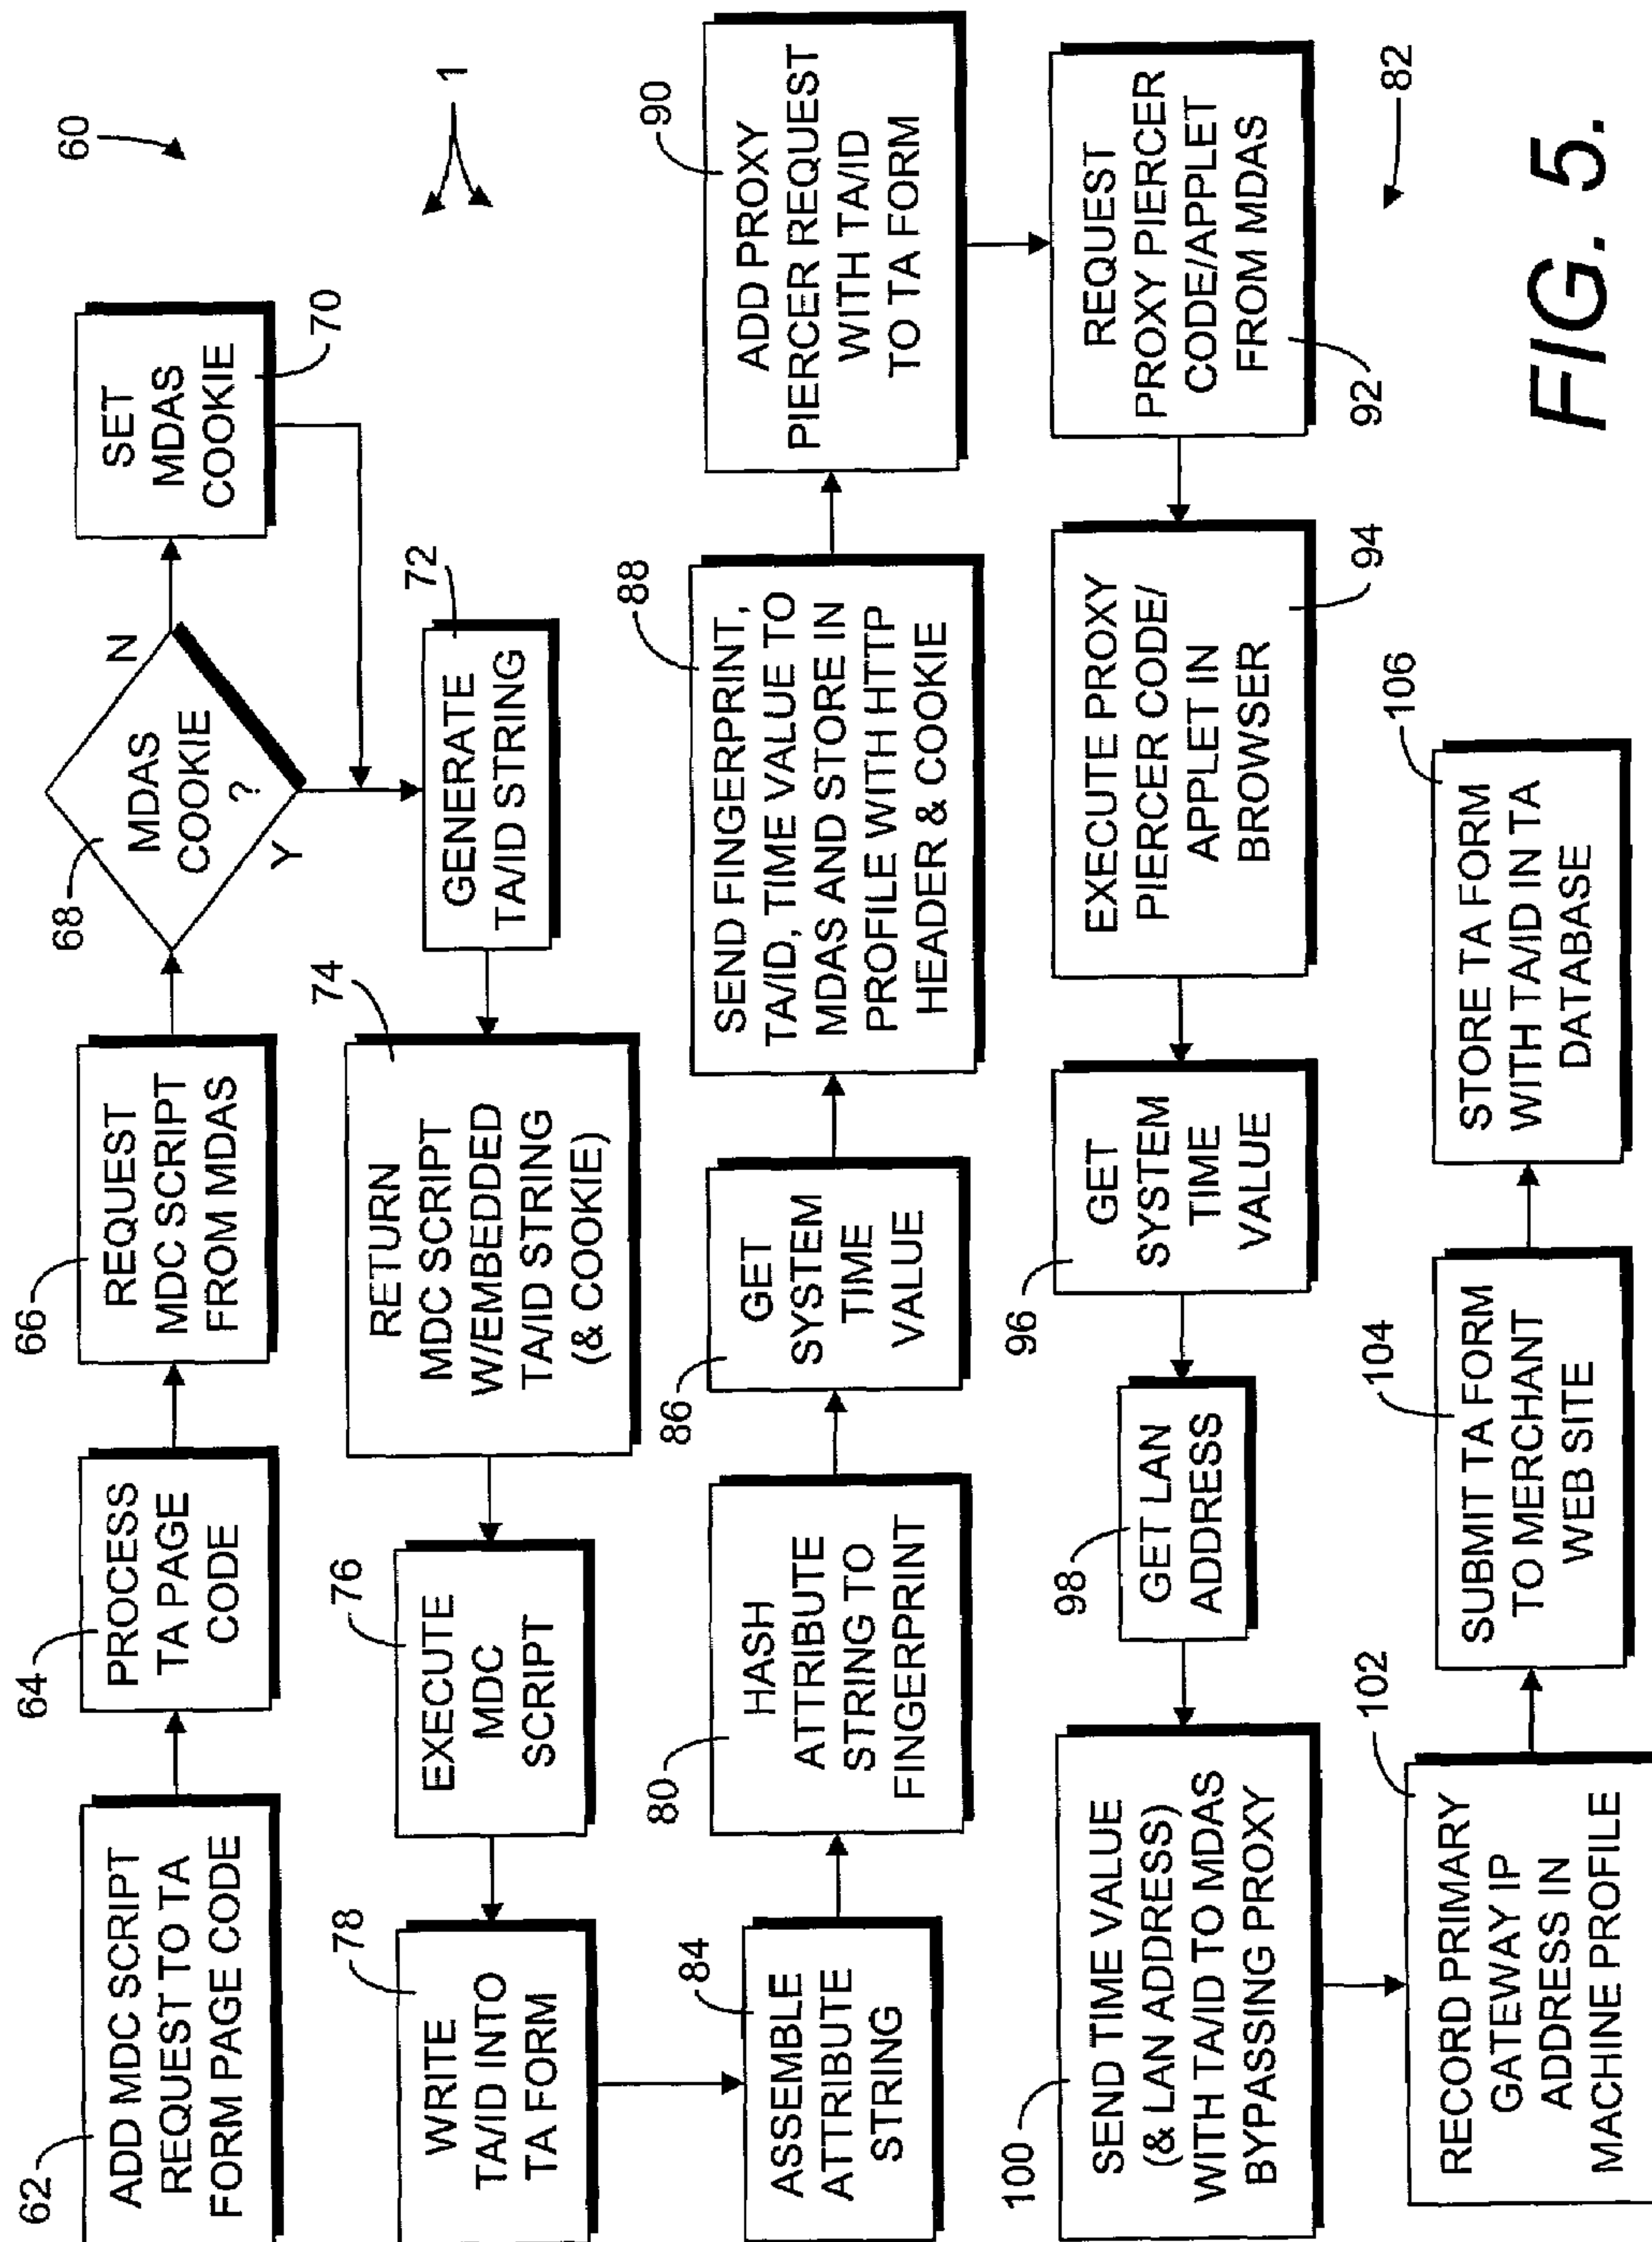 60
1
62
ADD MDC SCRIPT
REQUEST TO TA
FORM PAGE CODE
64
PROCESS
TA PAGE
CODE
66
REQUEST
MDC SCRIPT
FROM MDAS
68
MDAS
COOKIE
?
N
Y
SET
MDAS
COOKIE
70
72
GENERATE
TA/ID STRING
74
RETURN
MDC SCRIPT
W/EMBEDDED
TA/ID STRING
(& COOKIE)
76
EXECUTE
MDC
SCRIPT
78
WRITE
TA/ID INTO
TA FORM
84
ASSEMBLE
ATTRIBUTE
STRING
80
HASH
ATTRIBUTE
STRING TO
FINGERPRINT
86
GET
SYSTEM
TIME
VALUE
88
SEND FINGERPRINT,
TA/ID, TIME VALUE TO
MDAS AND STORE IN
PROFILE WITH HTTP
HEADER & COOKIE
90
ADD PROXY
PIERCER REQUEST
WITH TA/ID
TO TA FORM
REQUEST
PROXY PIERCER
CODE/APPLET
FROM MDAS
92
EXECUTE PROXY
PIERCER CODE/
APPLET IN
BROWSER
94
GET
SYSTEM
TIME
VALUE
96
98
GET LAN
ADDRESS
100
SEND TIME VALUE
(& LAN ADDRESS)
WITH TA/ID TO MDAS
BYPASSING PROXY
102
RECORD PRIMARY
GATEWAY IP
ADDRESS IN
MACHINE PROFILE
104
SUBMIT TA FORM
TO MERCHANT
WEB SITE
106
STORE TA FORM
WITH TA/ID IN TA
DATABASE
82
FIG. 5.